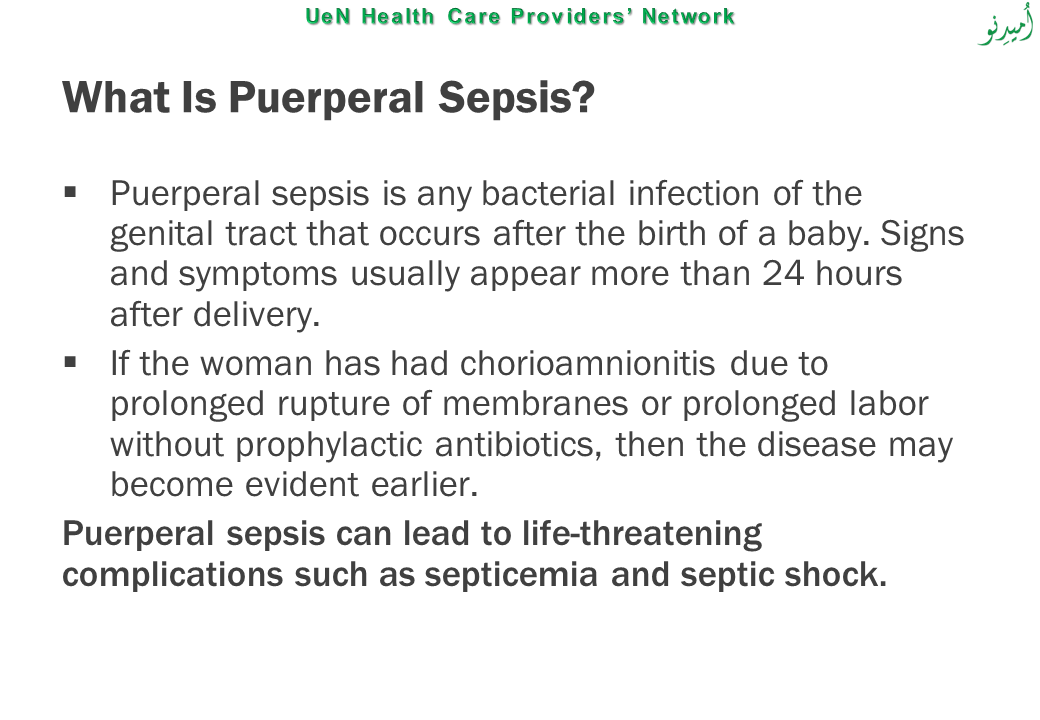 UeN Health Care Providers’ Network
أُميدِنو
What Is Puerperal Sepsis?
▪ Puerperal sepsis is any bacterial infection of the
genital tract that occurs after the birth of a baby. Signs
and symptoms usually appear more than 24 hours
after delivery.
▪ If the woman has had chorioamnionitis due to
prolonged rupture of membranes or prolonged labor
without prophylactic antibiotics, then the disease may
become evident earlier.
Puerperal sepsis can lead to life-threatening
complications such as septicemia and septic shock.